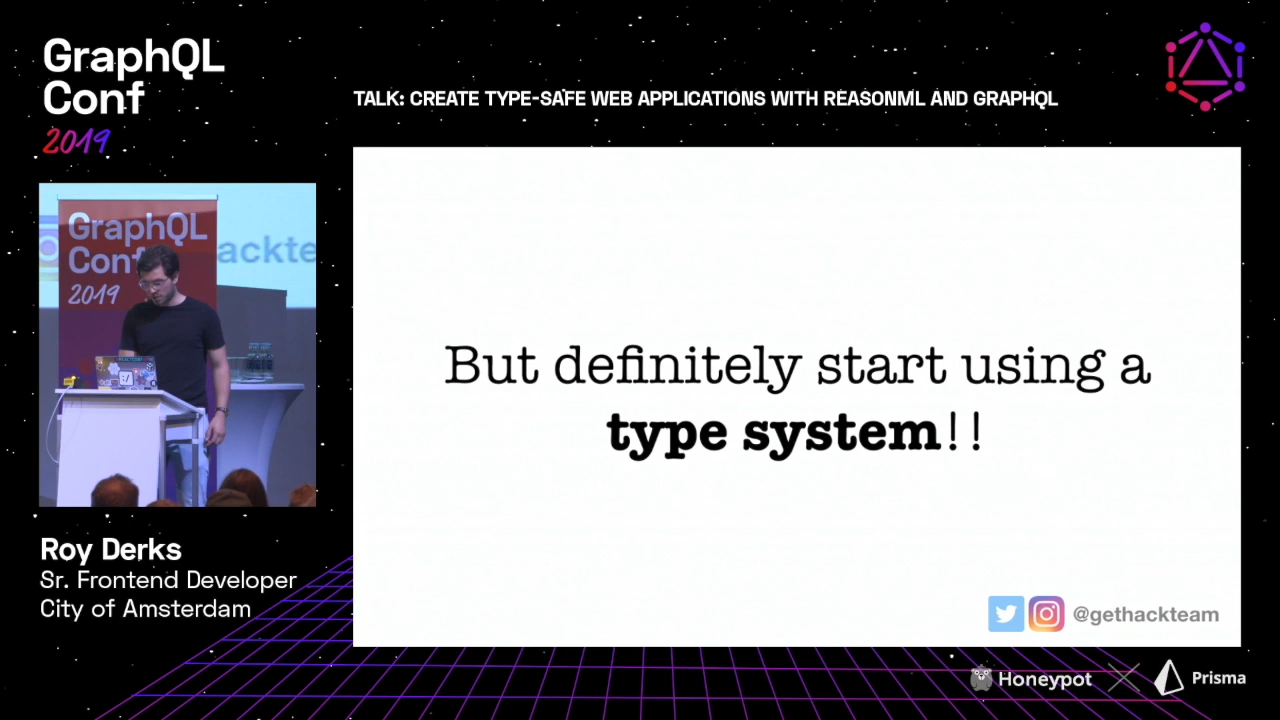 GraphQL
Conf
2019
TALK: CREATE TYPE-SAFE WEB APPLICATIONS WITH REASONML AND GRAPHQL
GraphQL
Conf
2019
ackte
But definitely start using a
type system!!
@gethackteam
Roy Derks
Sr. Frontend Developer
City of Amsterdam
Honeypot
Prisma